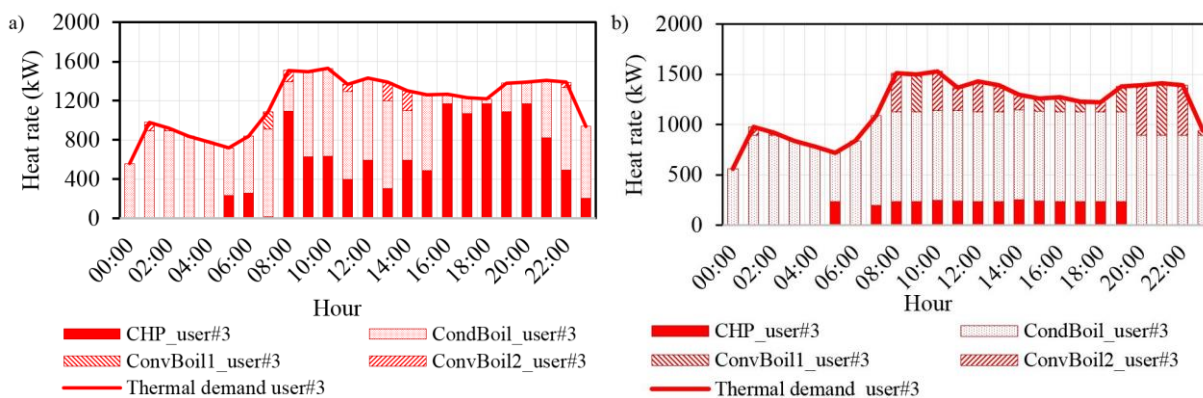 a)
Heat rate (kW)
2000
1600
1200
800
400
0
00:00
02:00
04:00
06:00
08:00
10:00
12:00
14:00
16:00
18:00
20:00
22:00
Hour
CHP_user#3
CondBoil_user#3
ConvBoil1_user#3
ConvBoil2_user#3
Thermal demand user#3
b)
Heat rate (kW)
2000
1500
1000
500
0
00:00
02:00
04:00
06:00
08:00
10:00
12:00
14:00
16:00
18:00
20:00
22:00
Hour
CHP_user#3
CondBoil_user#3
ConvBoil1_user#3
ConvBoil2_user#3
Thermal demand_user#3